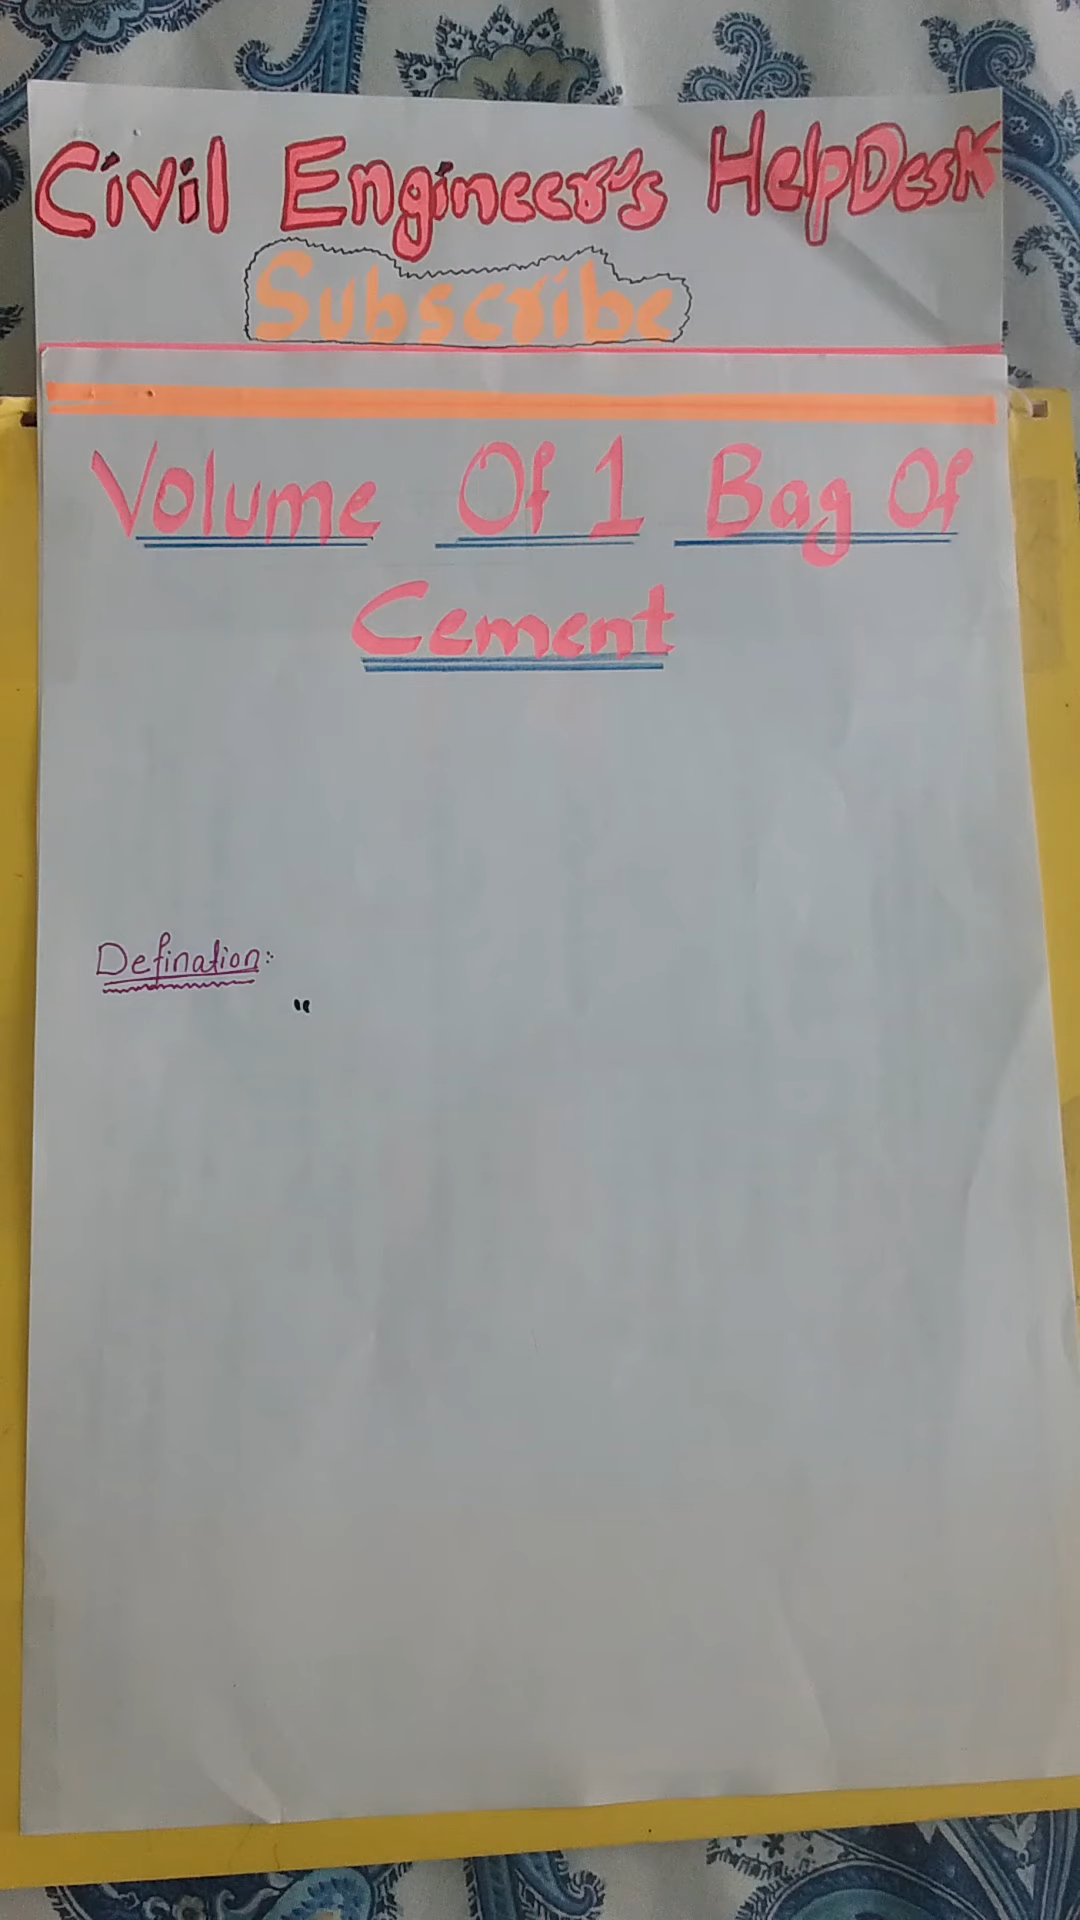 Civil Engineer's HelpDesk
Subscribe
Volume Of 1 Bag Of
Cement
Defination:
"